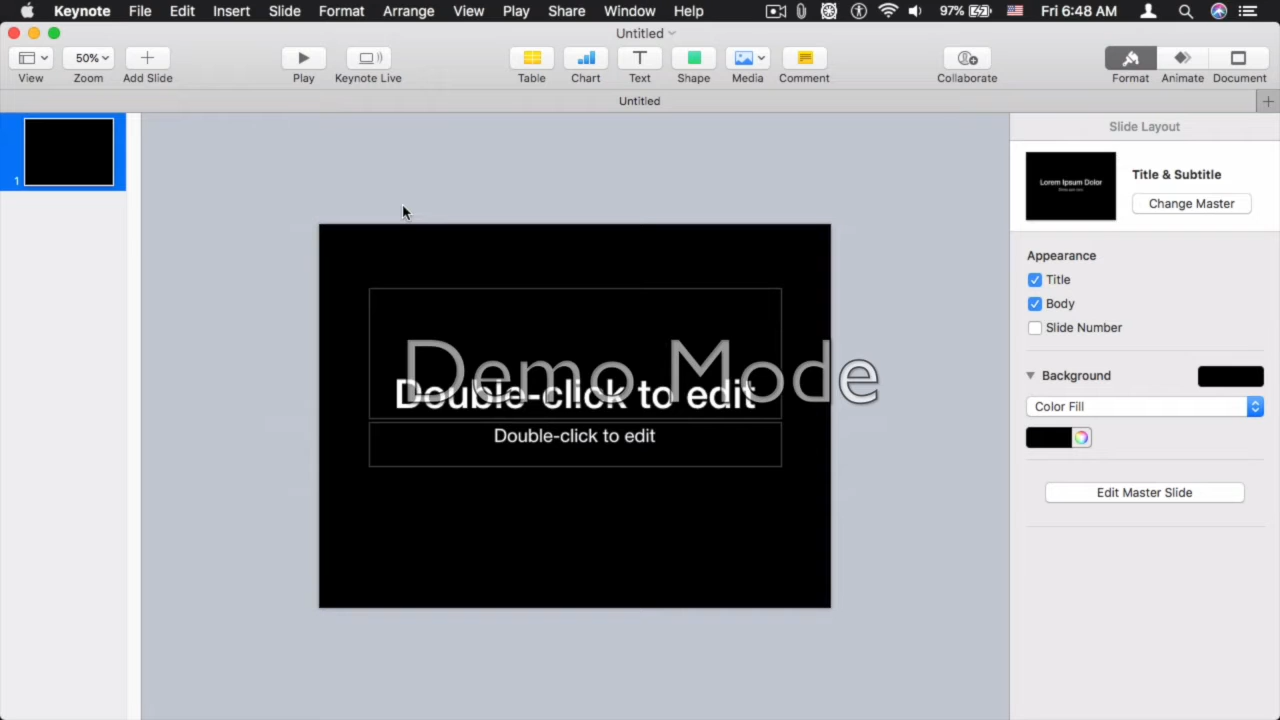 Keynote File Edit Insert Slide Format Arrange View Play Share Window Help 97% Fri 6:48 AM
Untitled
50%
View Zoom Add Slide Play Keynote Live Table Chart Text Shape Media Comment Collaborate Format Animate Document
Untitled
Slide Layout
1
Lorem Ipsum Dolor
Title & Subtitle
Change Master
Appearance
Title
Body
Slide Number
Demo Mode
Double-click to edit
Double-click to edit
Background
Color Fill
Edit Master Slide